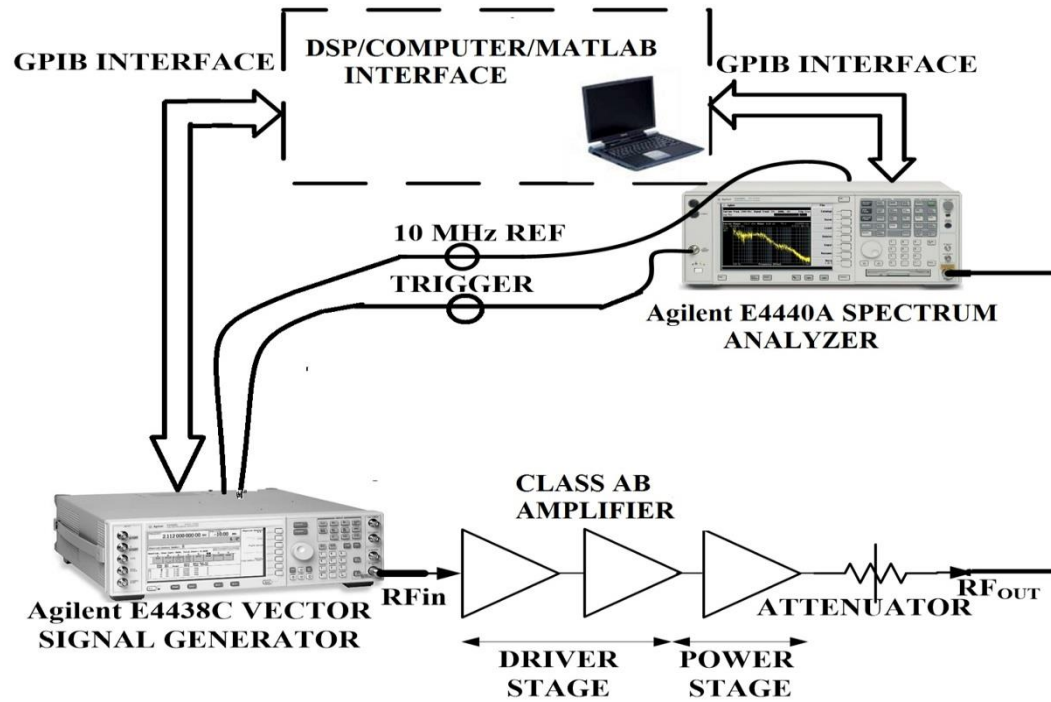 DSP/COMPUTER/MATLAB
INTERFACE
GPIB INTERFACE
GPIB INTERFACE
10 MHz REF
TRIGGER
Agilent E4440A SPECTRUM
ANALYZER
CLASS AB
AMPLIFIER
RFin
ATTENUATOR
RFOUT
Agilent E4438C VECTOR
SIGNAL GENERATOR
DRIVER
STAGE
POWER
STAGE